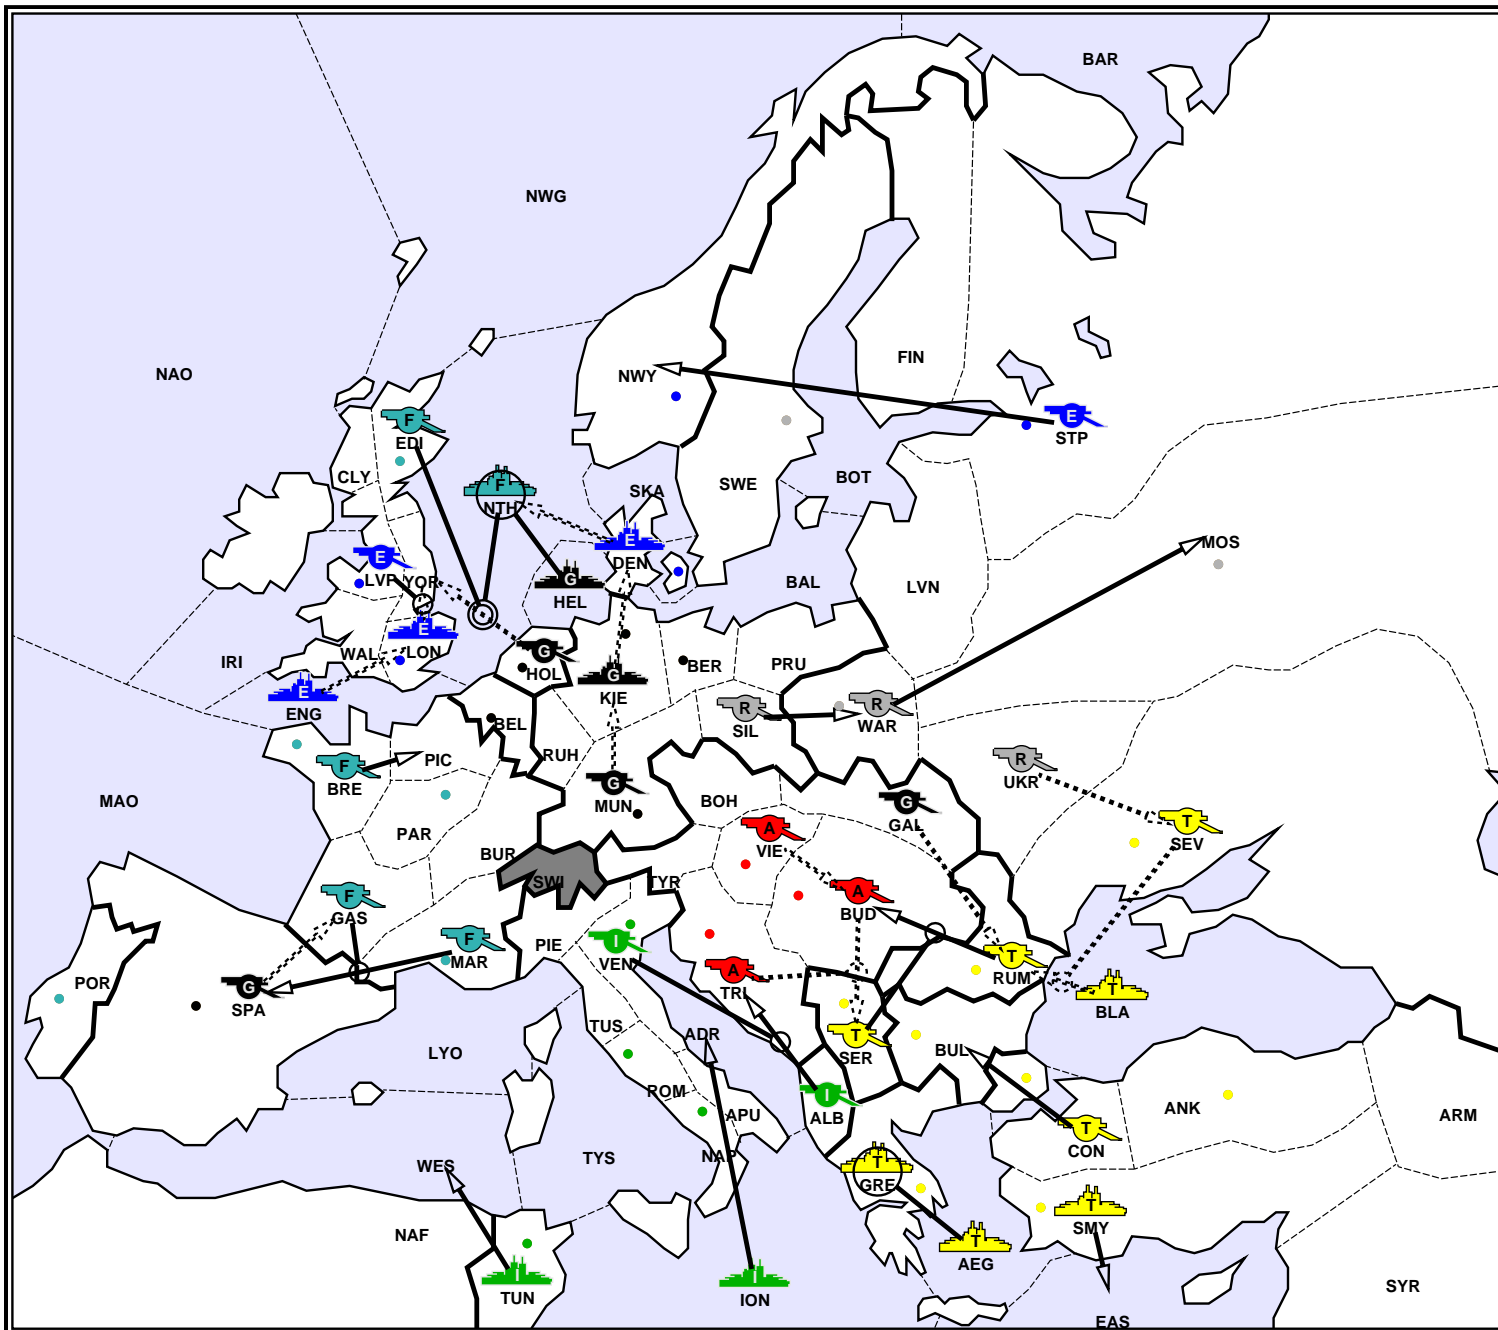 BAR
NWG
NAO
FIN
NWY
F
EDI
E
STP
CLY
F
NTH
SKA
SWE
BOT
E
DEN
MOS
E
LVP
YOR
G
HEL
BAL
LVN
E
LON
IRI
WAL
G
HOL
BER
PRU
G
KIE
E
ENG
R
SIL
R
WAR
BEL
RUH
F
BRE
PIC
R
UKR
MAO
G
MUN
BOH
G
GAL
T
SEV
PAR
A
VIE
BUR
SWI
TYR
A
BUD
F
GAS
F
MAR
PIE
I
VEN
T
RUM
POR
G
SPA
A
TRI
T
BLA
TUS
ADR
T
SER
BUL
LYO
ROM
APU
I
ALB
ANK
ARM
T
CON
WES
TYS
NAP
T
GRE
T
SMY
NAF
T
AEG
I
TUN
I
ION
SYR
EAS